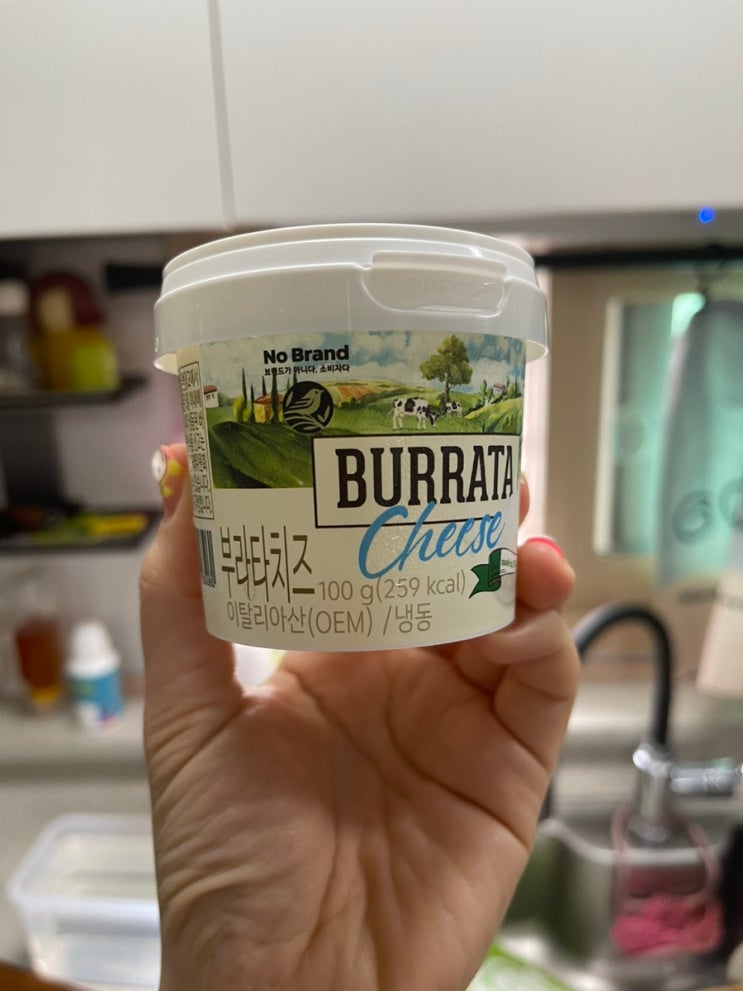 OPEN
No Brand
브랜드가 아니다. 소비자다
BURRATA
Cheese
부라타치즈 100 g(259 kcal)
이탈리아산(OEM) /냉동